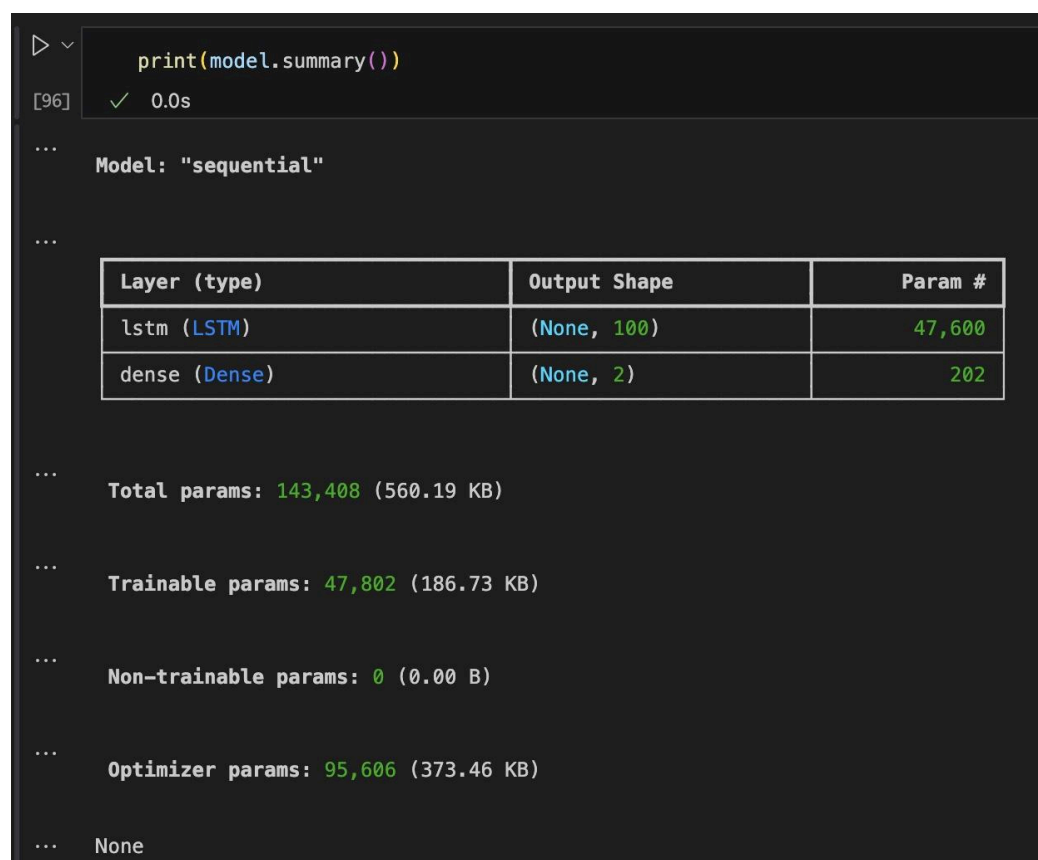 print(model.summary())
[96] ✓ 0.0s
... 
Model: "sequential"
...
Layer (type) Output Shape Param #
lstm (LSTM) (None, 100) 47,600
dense (Dense) (None, 2) 202
...
Total params: 143,408 (560.19 KB)
...
Trainable params: 47,802 (186.73 KB)
...
Non-trainable params: 0 (0.00 B)
...
Optimizer params: 95,606 (373.46 KB)
... None